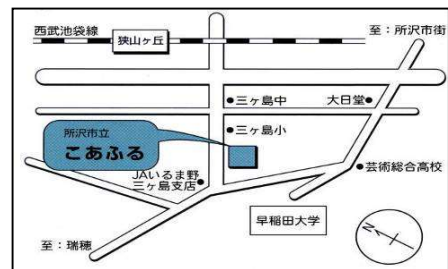 西武池袋線
狭山ヶ丘
至：所沢市街
三ヶ島中
大日堂
三ヶ島小
所沢市立
こあふる
JAいるま野
三ヶ島支店
芸術総合高校
早稲田大学
至：瑞穂
N